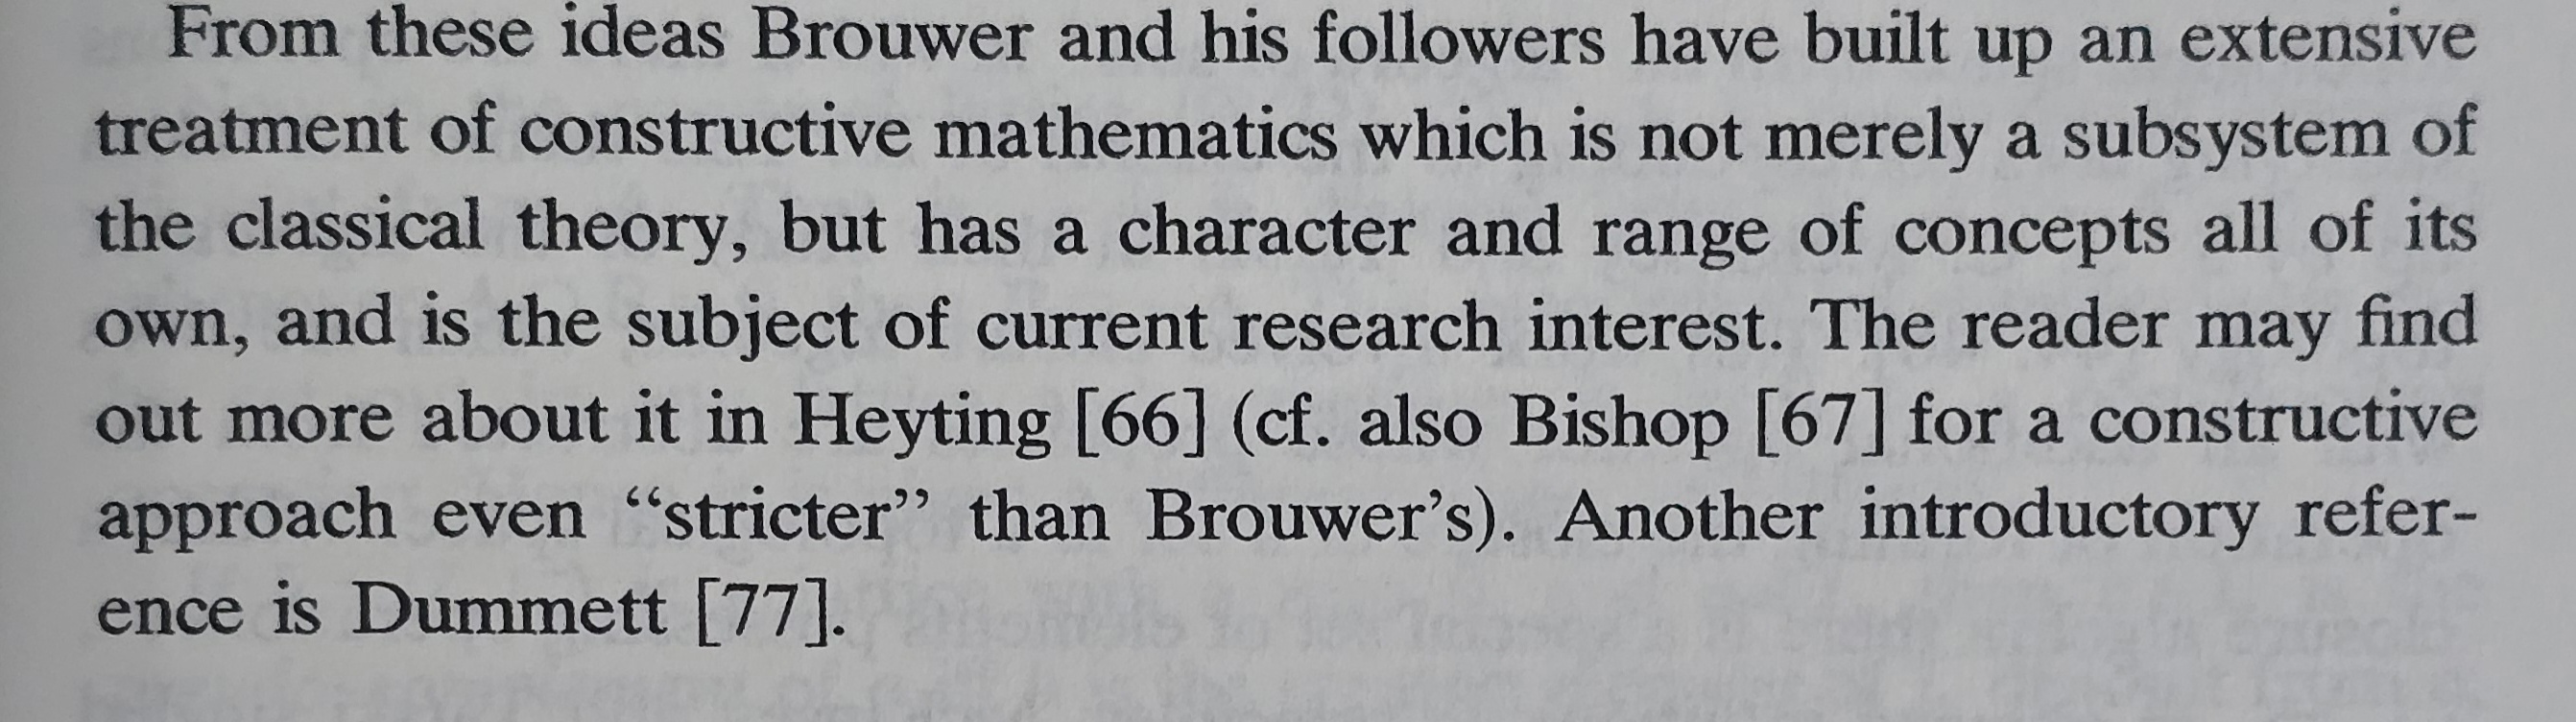 From these ideas Brouwer and his followers have built up an extensive
treatment of constructive mathematics which is not merely a subsystem of
the classical theory, but has a character and range of concepts all of its
own, and is the subject of current research interest. The reader may find
out more about it in Heyting [66] (cf. also Bishop [67] for a constructive
approach even “stricter” than Brouwer’s). Another introductory refer-
ence is Dummett [77].